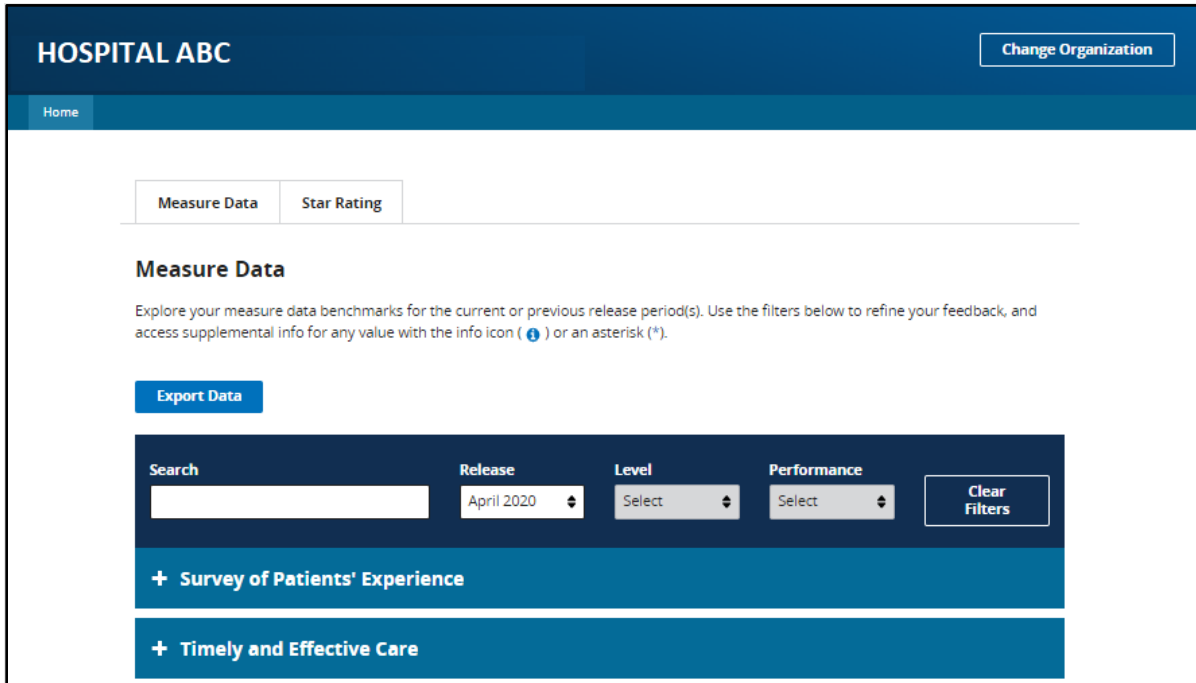 HOSPITAL ABC
Change Organization
Home
Measure Data
Star Rating
Measure Data
Explore your measure data benchmarks for the current or previous release period(s). Use the filters below to refine your feedback, and
access supplemental info for any value with the info icon ( i ) or an asterisk (*).
Export Data
Search
Release
Level
Performance
April 2020
Select
Select
Clear
Filters
+ Survey of Patients' Experience
+ Timely and Effective Care